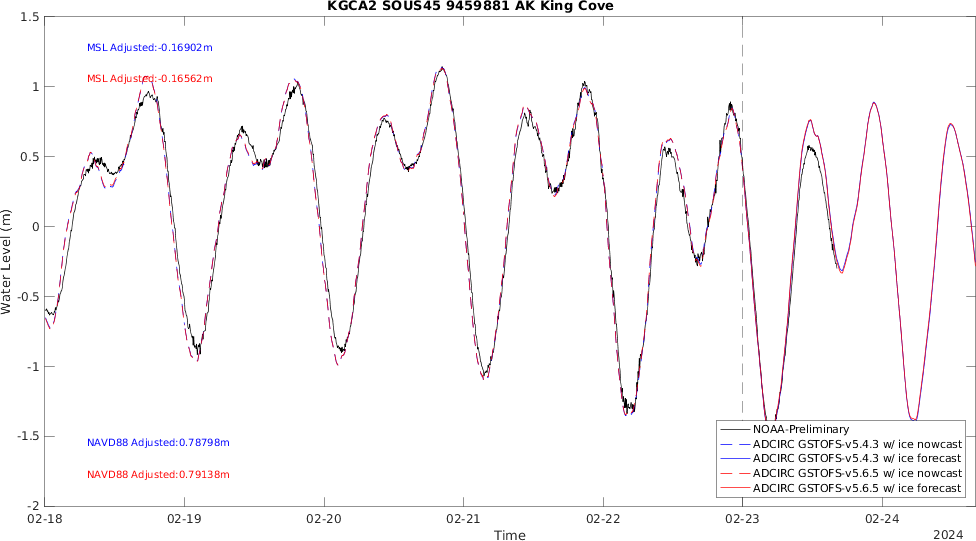 KGCA2 SOUS45 9459881 AK King Cove
1.5
1
0.5
0
-0.5
-1
-1.5
-2
Water Level (m)
MSL Adjusted:-0.16902m
MSL Adjusted:-0.16562m
NAVD88 Adjusted:0.78798m
NAVD88 Adjusted:0.79138m
NOAA-Preliminary
ADCIRC GSTOFS-v5.4.3 w/ ice nowcast
ADCIRC GSTOFS-v5.4.3 w/ ice forecast
ADCIRC GSTOFS-v5.6.5 w/ ice nowcast
ADCIRC GSTOFS-v5.6.5 w/ ice forecast
02-18 02-19 02-20 02-21 02-22 02-23 02-24
Time
2024